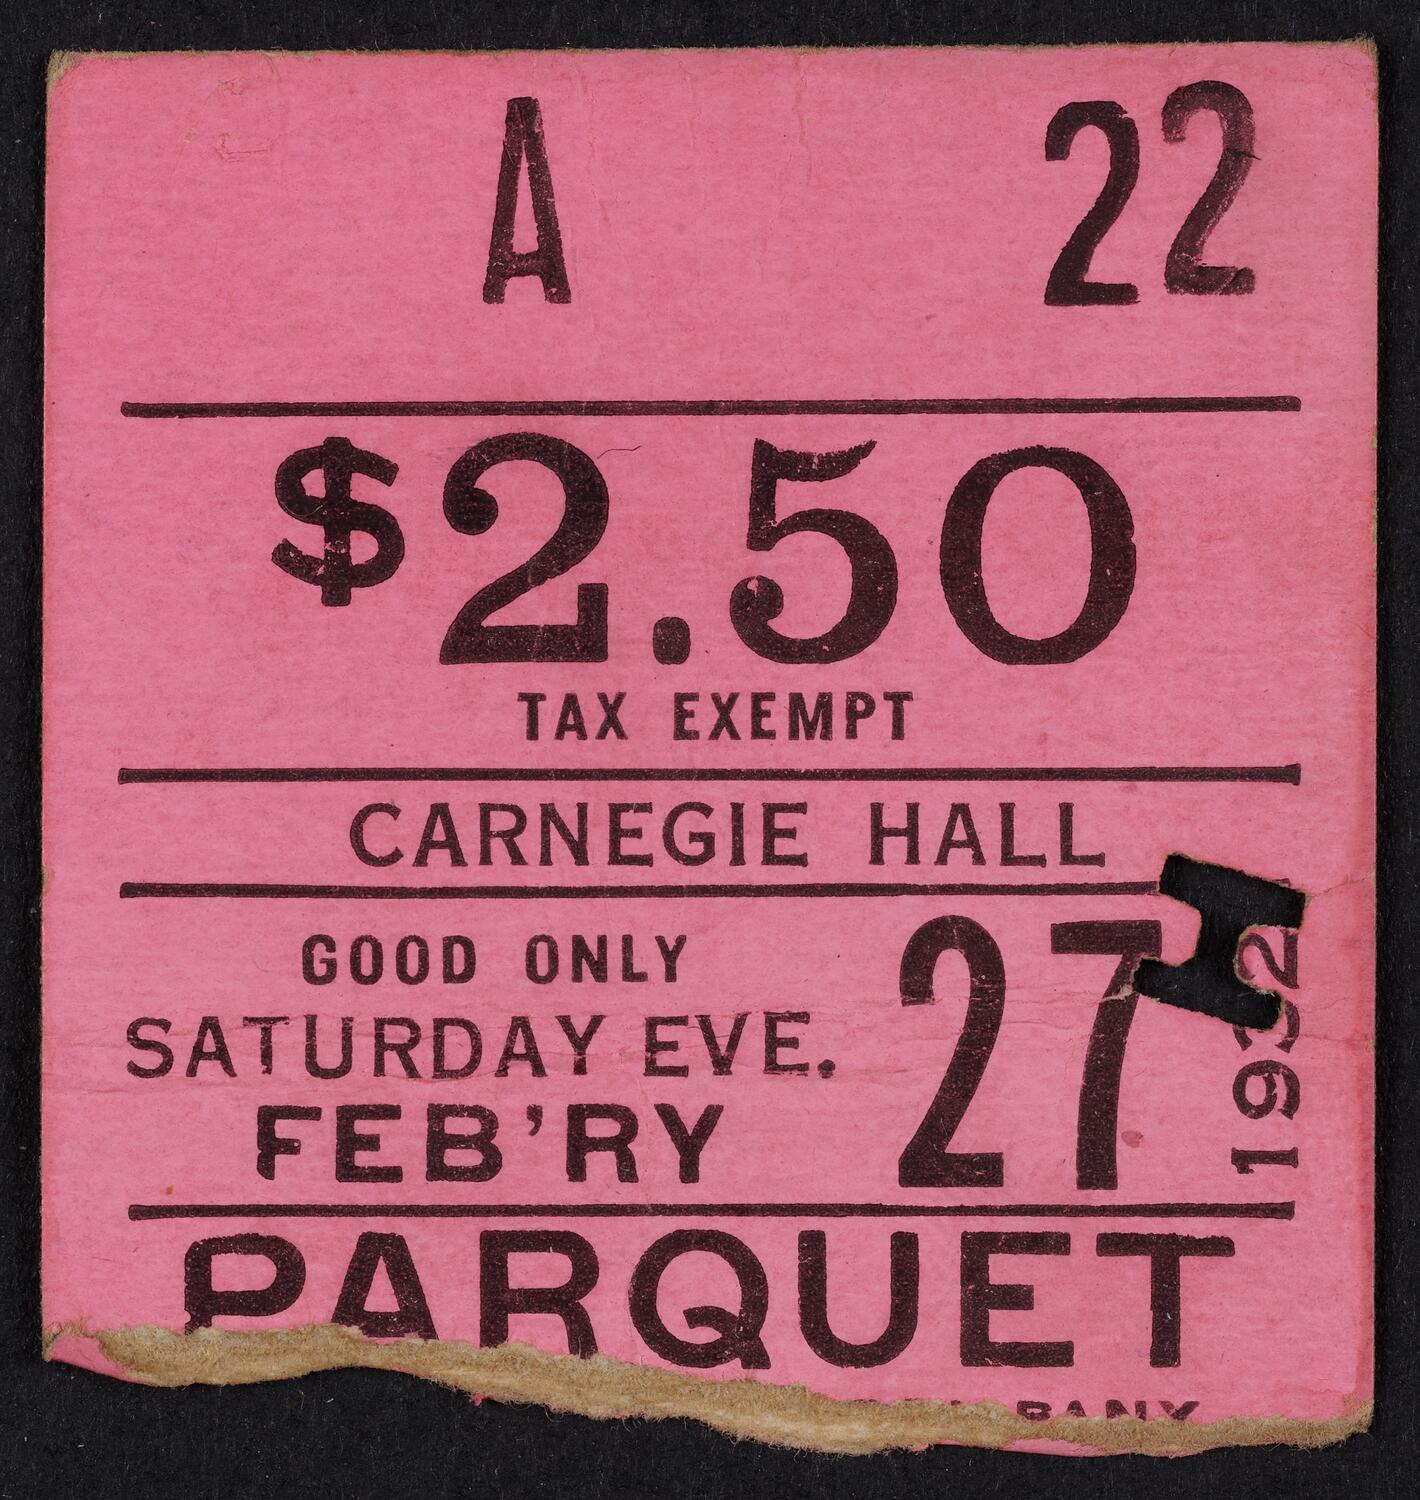 A 22
$2.50
TAX EXEMPT
CARNEGIE HALL
GOOD ONLY
SATURDAY EVE.
FEB'RY
27
1932
PARQUET